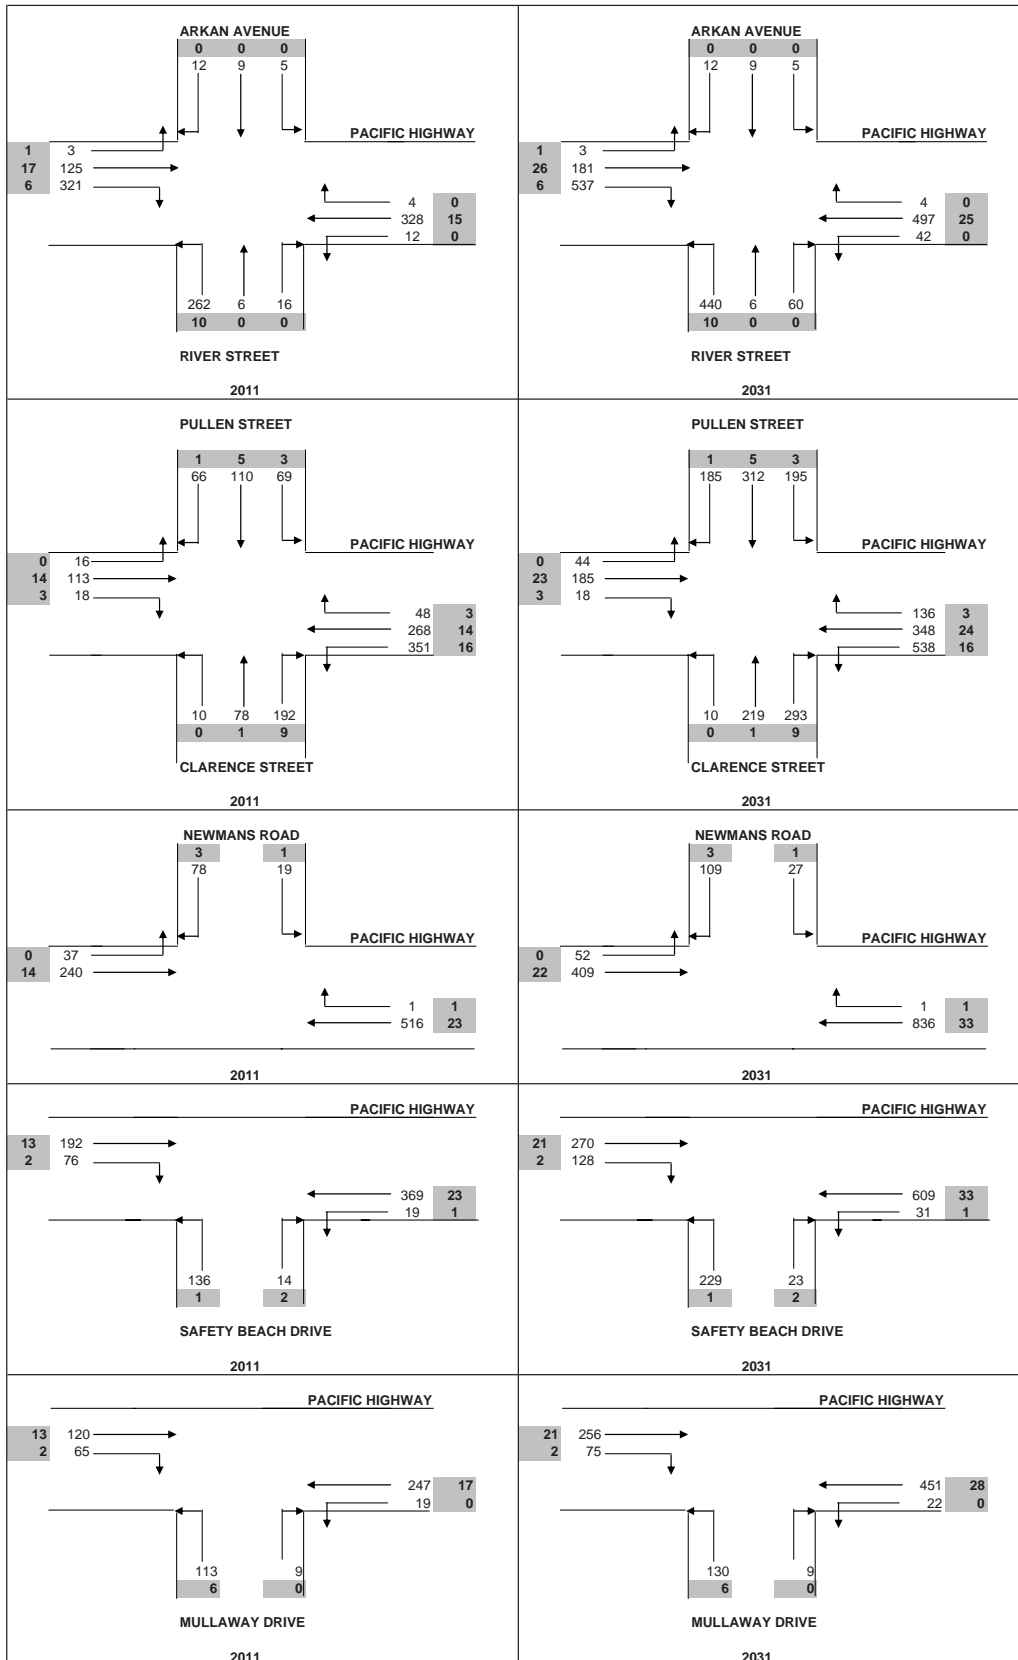 ARKAN AVENUE
0 0 0
12 9 5
PACIFIC HIGHWAY
1 3
17 125
6 321
4 0
328 15
12 0
262 6 16
10 0 0
RIVER STREET
2011
ARKAN AVENUE
0 0 0
12 9 5
PACIFIC HIGHWAY
1 3
26 181
6 537
4 0
497 25
42 0
440 6 60
10 0 0
RIVER STREET
2031
PULLEN STREET
1 5 3
66 110 69
PACIFIC HIGHWAY
0 16
14 113
3 18
48 3
268 14
351 16
10 78 192
0 1 9
CLARENCE STREET
2011
PULLEN STREET
1 5 3
185 312 195
PACIFIC HIGHWAY
0 44
23 185
3 18
136 3
348 24
538 16
10 219 293
0 1 9
CLARENCE STREET
2031
NEWMANS ROAD
3 1
78 19
PACIFIC HIGHWAY
0 37
14 240
1 1
516 23
2011
NEWMANS ROAD
3 1
109 27
PACIFIC HIGHWAY
0 52
22 409
1 1
836 33
2031
PACIFIC HIGHWAY
13 192
2 76
369 23
19 1
136 14
1 2
SAFETY BEACH DRIVE
2011
PACIFIC HIGHWAY
21 270
2 128
609 33
31 1
229 23
1 2
SAFETY BEACH DRIVE
2031
PACIFIC HIGHWAY
13 120
2 65
247 17
19 0
113 9
6 0
MULLAWAY DRIVE
2011
PACIFIC HIGHWAY
21 256
2 75
451 28
22 0
130 9
6 0
MULLAWAY DRIVE
2031